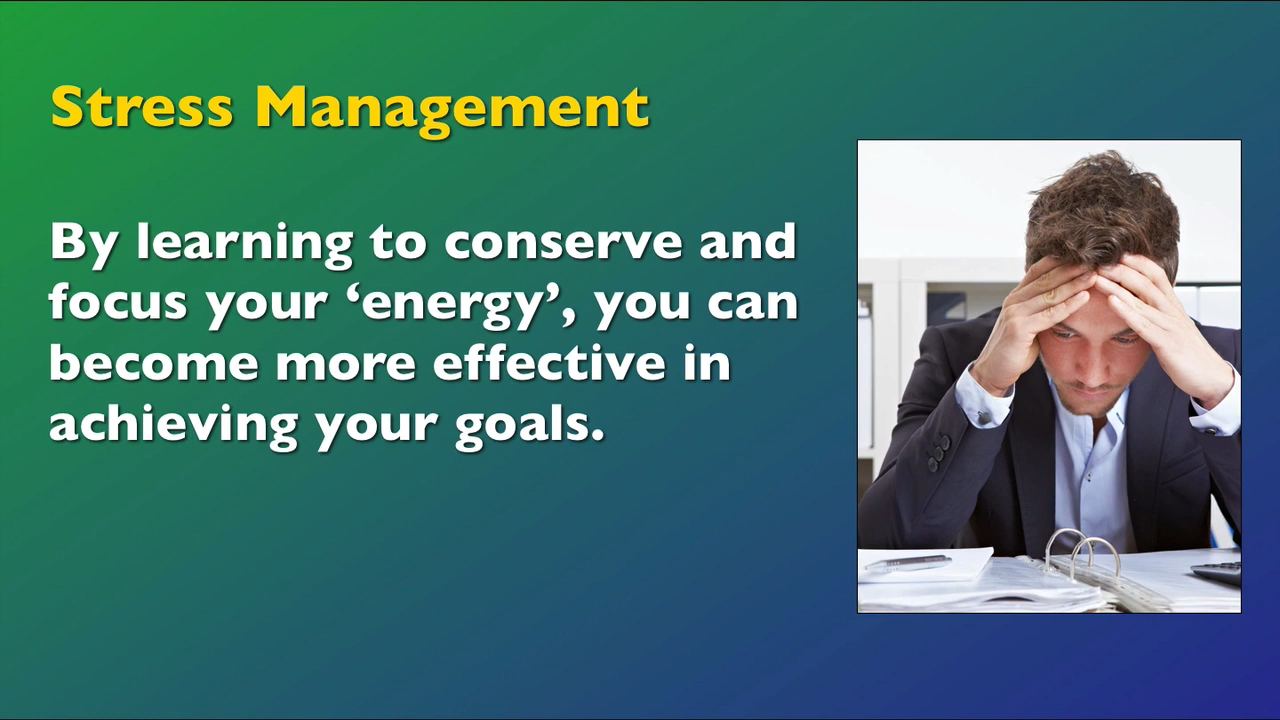 Stress Management
By learning to conserve and
focus your ‘energy’, you can
become more effective in
achieving your goals.